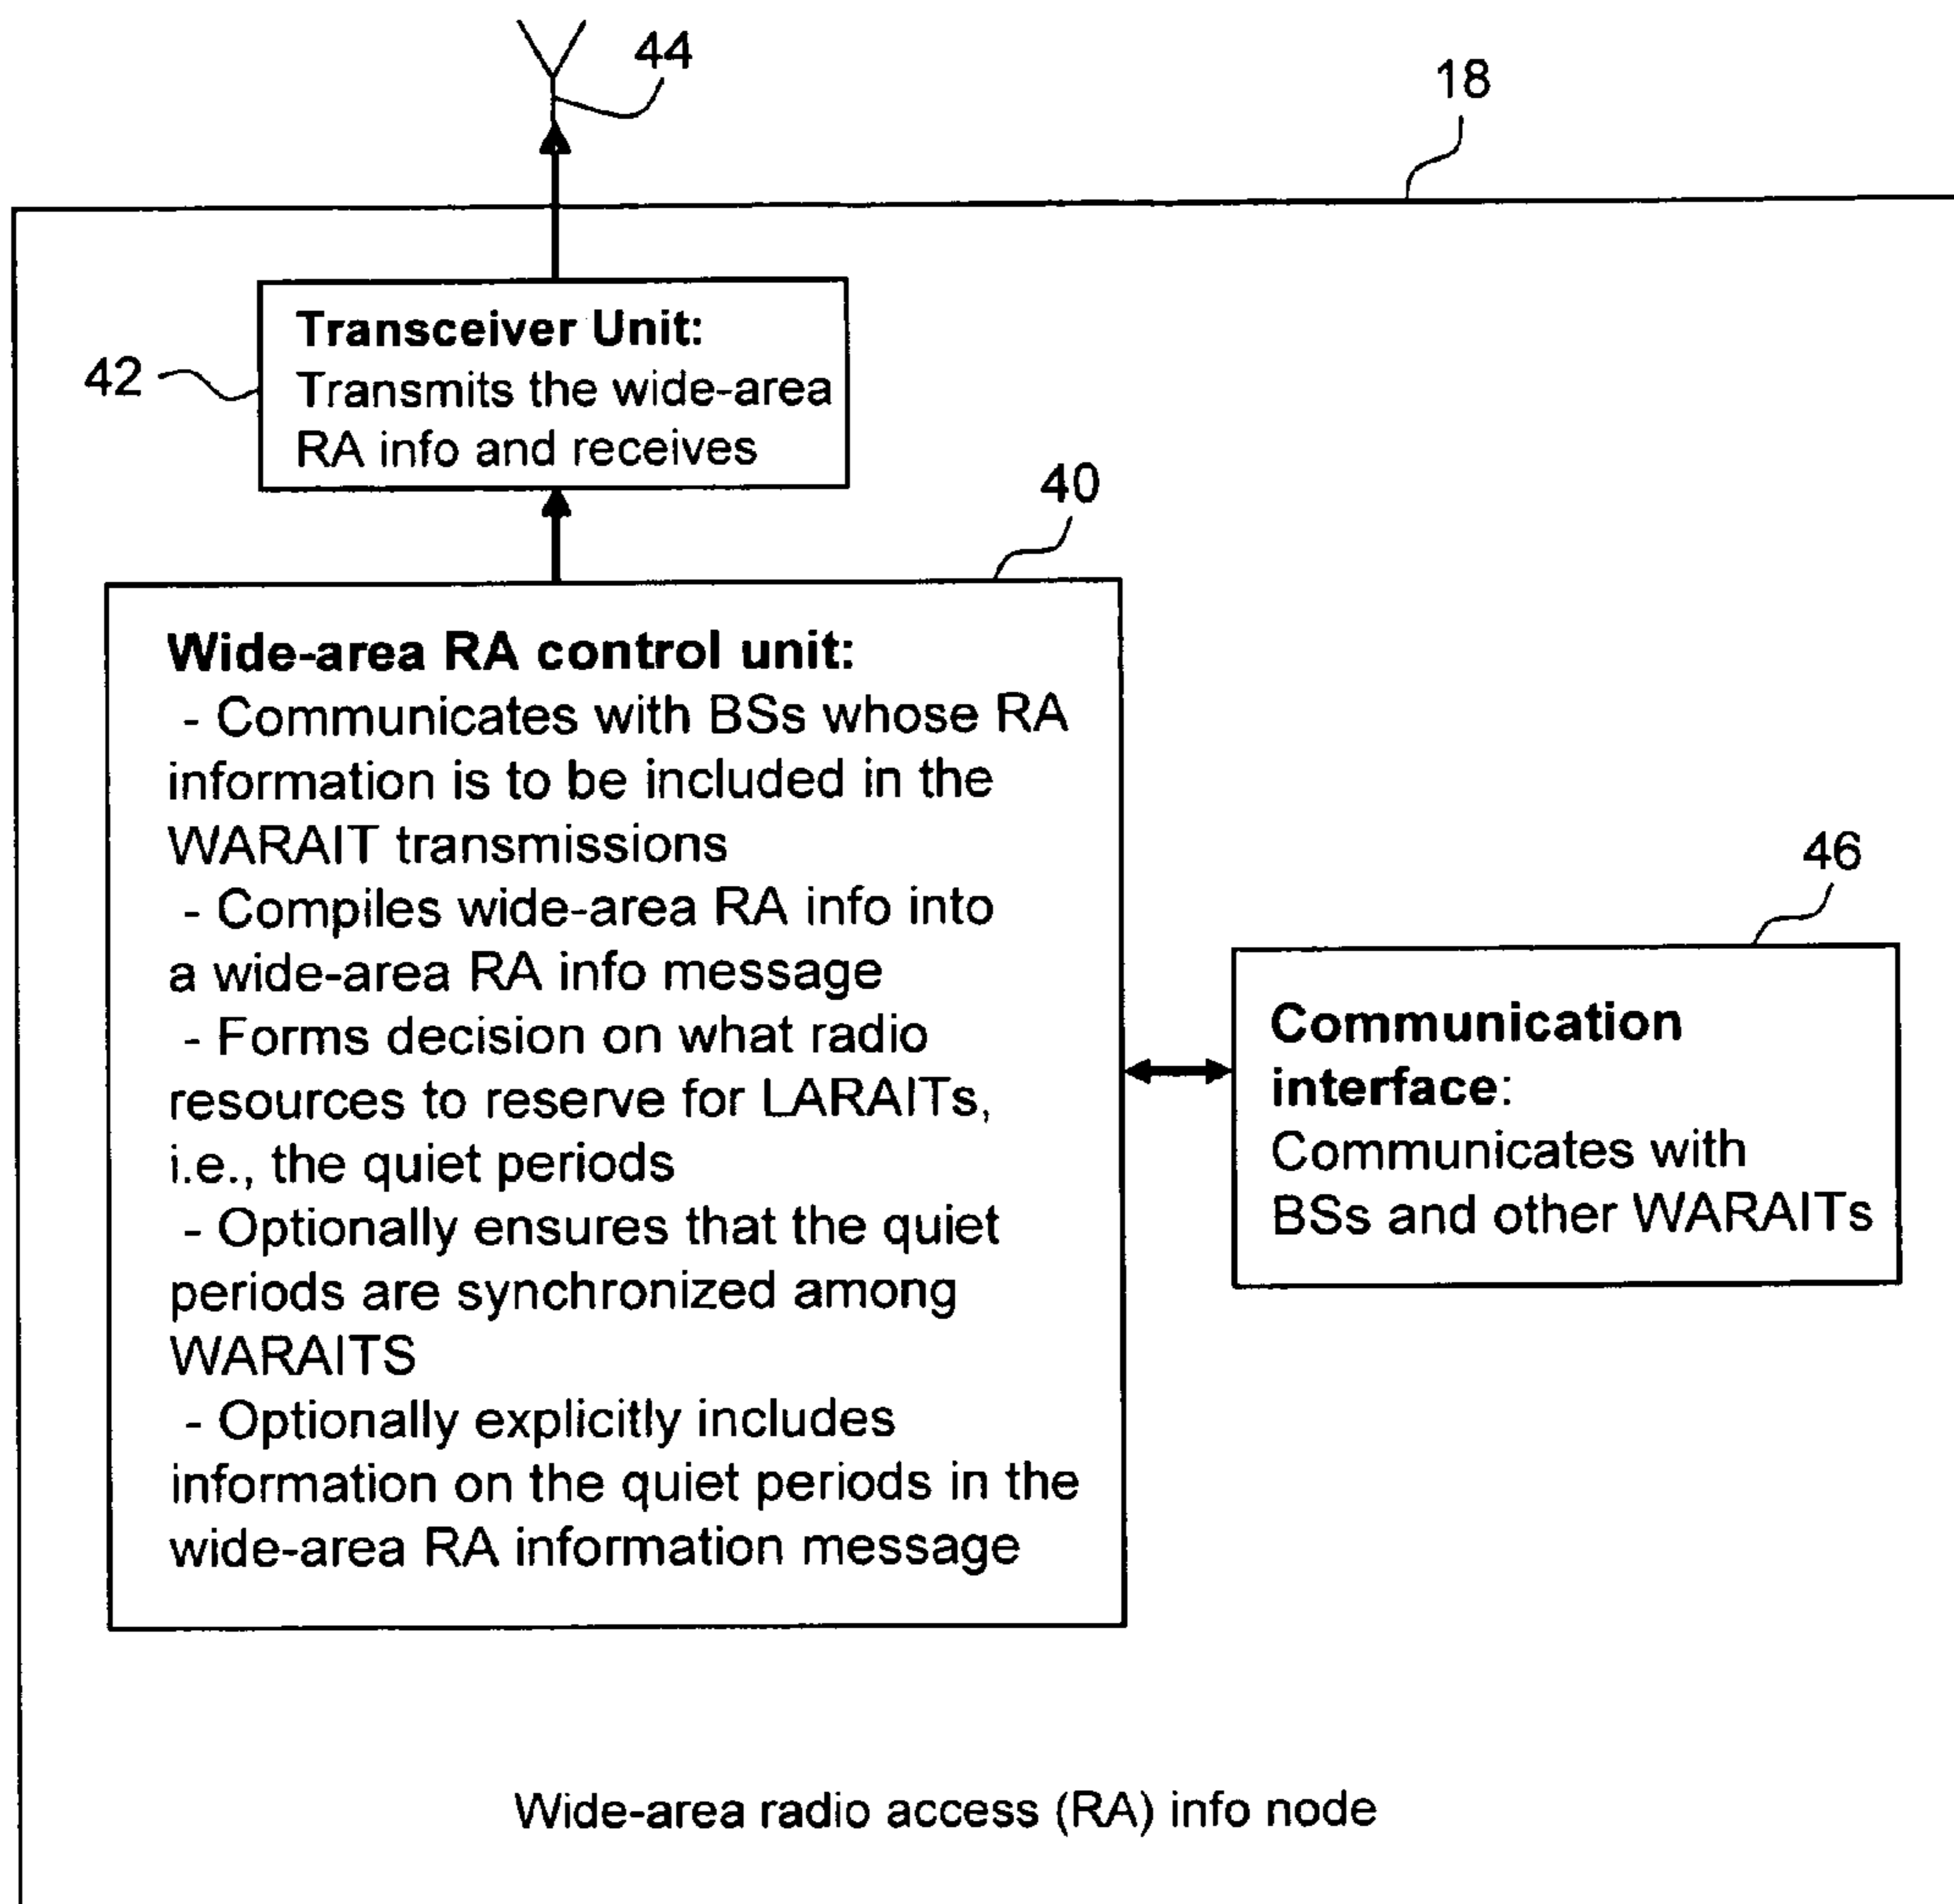 44
18
Transceiver Unit:
Transmits the wide-area
RA info and receives
42
40
Wide-area RA control unit:
- Communicates with BSs whose RA
information is to be included in the
WARAIT transmissions
- Compiles wide-area RA info into
a wide-area RA info message
- Forms decision on what radio
resources to reserve for LARAITs,
i.e., the quiet periods
- Optionally ensures that the quiet
periods are synchronized among
WARAITS
- Optionally explicitly includes
information on the quiet periods in the
wide-area RA information message
46
Communication
interface:
Communicates with
BSs and other WARAITs
Wide-area radio access (RA) info node